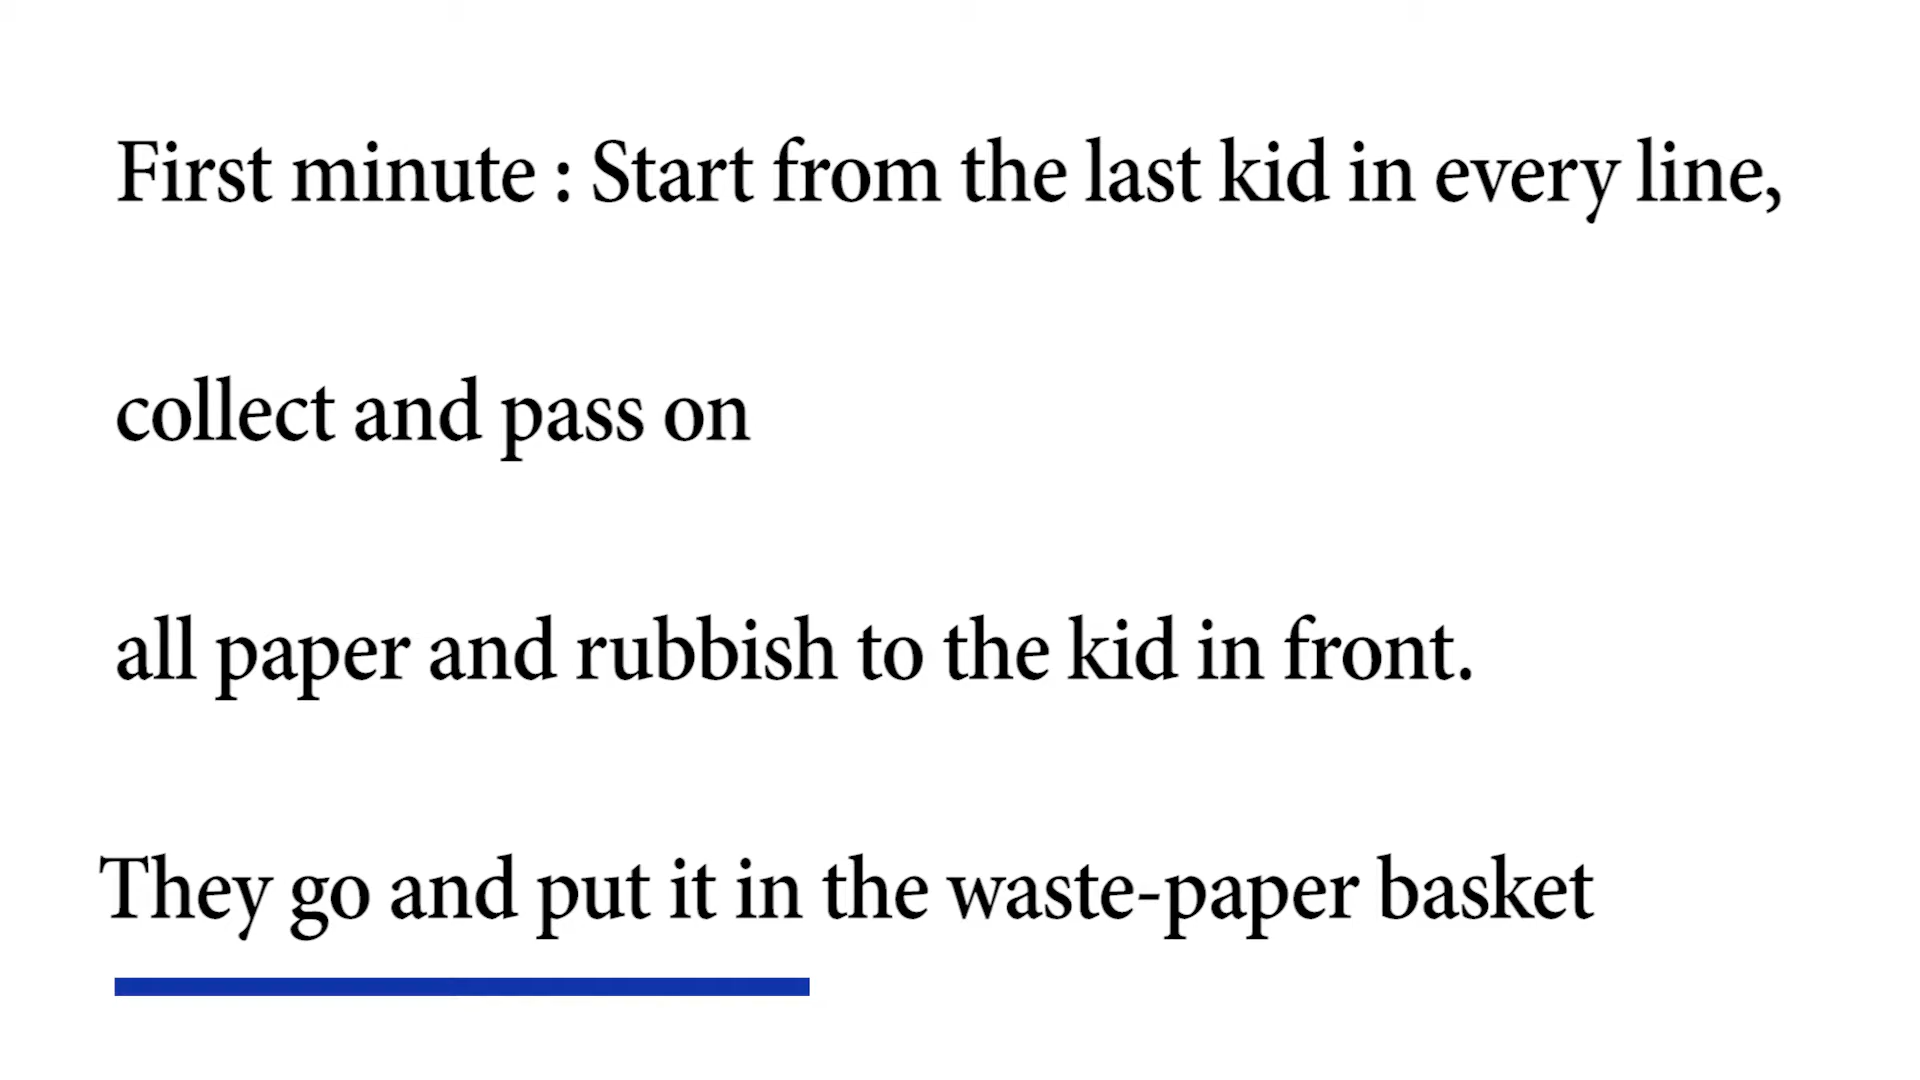 First minute : Start from the last kid in every line,
collect and pass on
all paper and rubbish to the kid in front.
They go and put it in the waste-paper basket